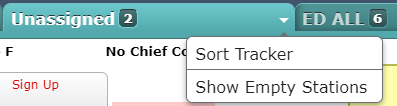 Unassigned 2 ED ALL 6
F No Chief Co
Sort Tracker
Sign Up
Show Empty Stations